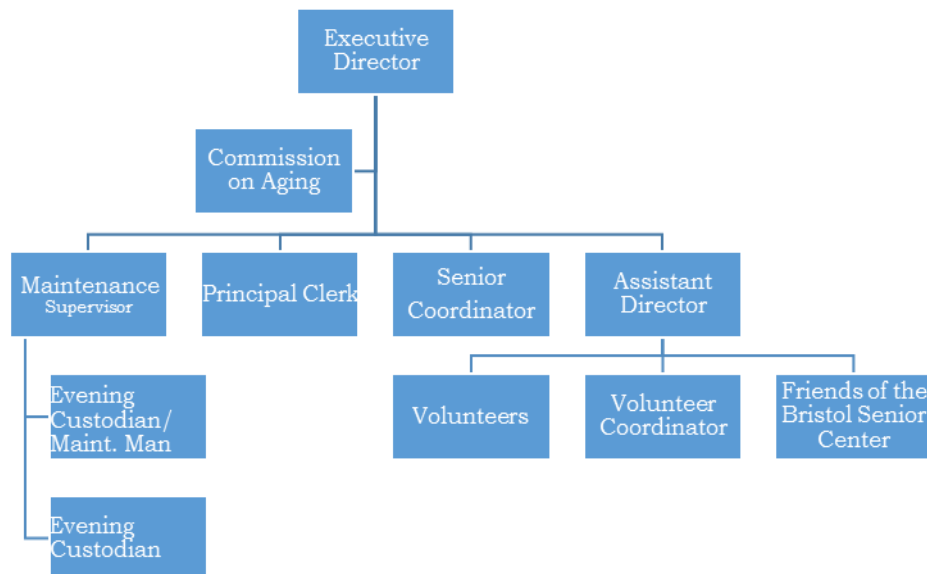 Executive
Director
Commission
on Aging
Maintenance
Supervisor
Principal Clerk
Senior
Coordinator
Assistant
Director
Evening
Custodian/
Maint. Man
Volunteers
Volunteer
Coordinator
Friends of the
Bristol Senior
Center
Evening
Custodian